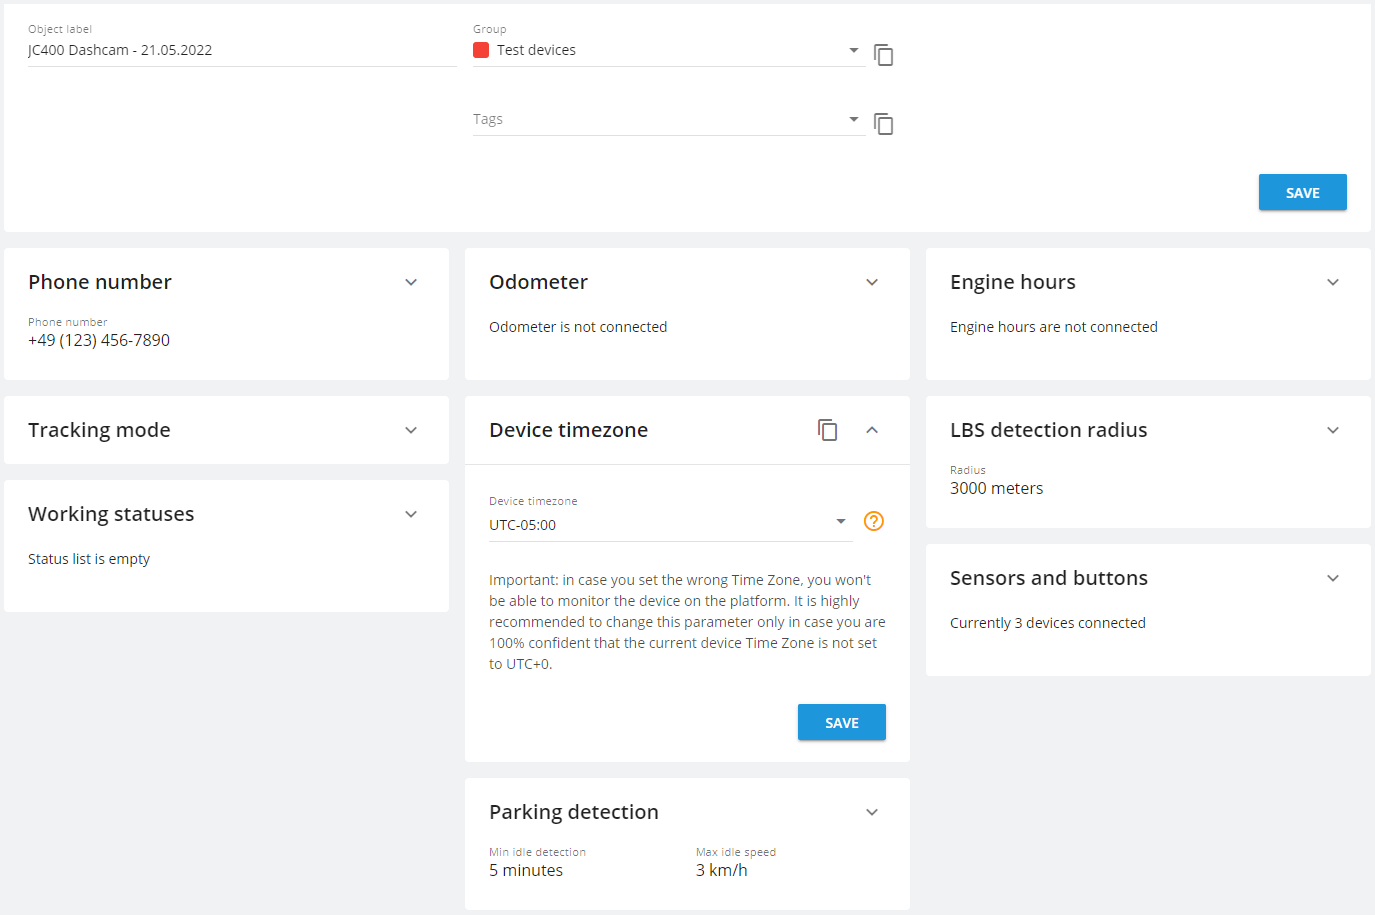 Object label
JC400 Dashcam - 21.05.2022
Group
Test devices
Tags
SAVE
Phone number
Phone number
+49 (123) 456-7890
Odometer
Odometer is not connected
Engine hours
Engine hours are not connected
Tracking mode
Device timezone
Device timezone
UTC-05:00
Important: in case you set the wrong Time Zone, you won't
be able to monitor the device on the platform. It is highly
recommended to change this parameter only in case you are
100% confident that the current device Time Zone is not set
to UTC+0.
SAVE
LBS detection radius
Radius
3000 meters
Working statuses
Status list is empty
Sensors and buttons
Currently 3 devices connected
Parking detection
Min idle detection
5 minutes
Max idle speed
3 km/h